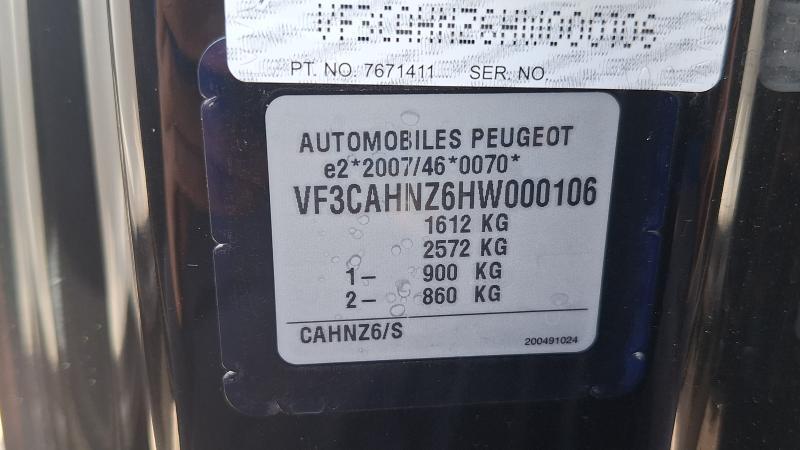 PT. NO. 7671411 SER. NO.
AUTOMOBILES PEUGEOT
e2*2007/46*0070*
VF3CAHNZ6HW000106
1612 KG
2572 KG
1- 900 KG
2- 860 KG
CAHNZ6/S
200491024